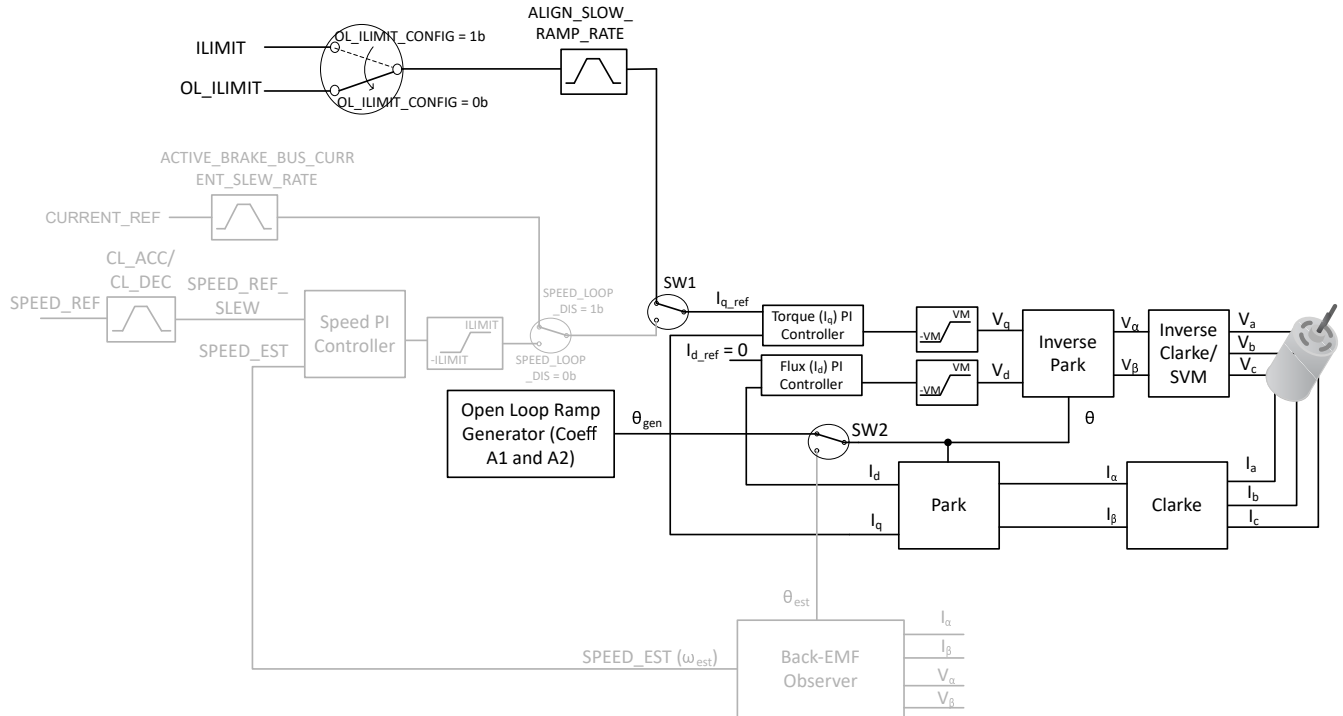 ALIGN_SLOW_
RAMP_RATE
OL_ILIMIT_CONFIG = 1b
ILIMIT
OL_ILIMIT
OL_ILIMIT_CONFIG = 0b
ACTIVE_BRAKE_BUS_CURR
ENT_SLEW_RATE
CURRENT_REF
CL_ACC/
CL_DEC
SPEED_REF
SPEED_REF_
SLEW
SPEED_EST
Speed PI
Controller
ILIMIT
-ILIMIT
SPEED_LOOP
_DIS = 1b
SPEED_LOOP
_DIS = 0b
SW1
Iq_ref
Torque (Iq) PI
Controller
Id_ref = 0
Flux (Id) PI
Controller
VM
-VM
VM
-VM
Vq
Vd
Inverse
Park
Vα
Vβ
Inverse
Clarke/
SVM
Va
Vb
Vc
Open Loop Ramp
Generator (Coeff
A1 and A2)
θgen
SW2
θ
Id
Iq
Park
Iα
Iβ
Clarke
Ia
Ib
Ic
θest
SPEED_EST (ωest)
Back-EMF
Observer
Iα
Iβ
Vα
Vβ